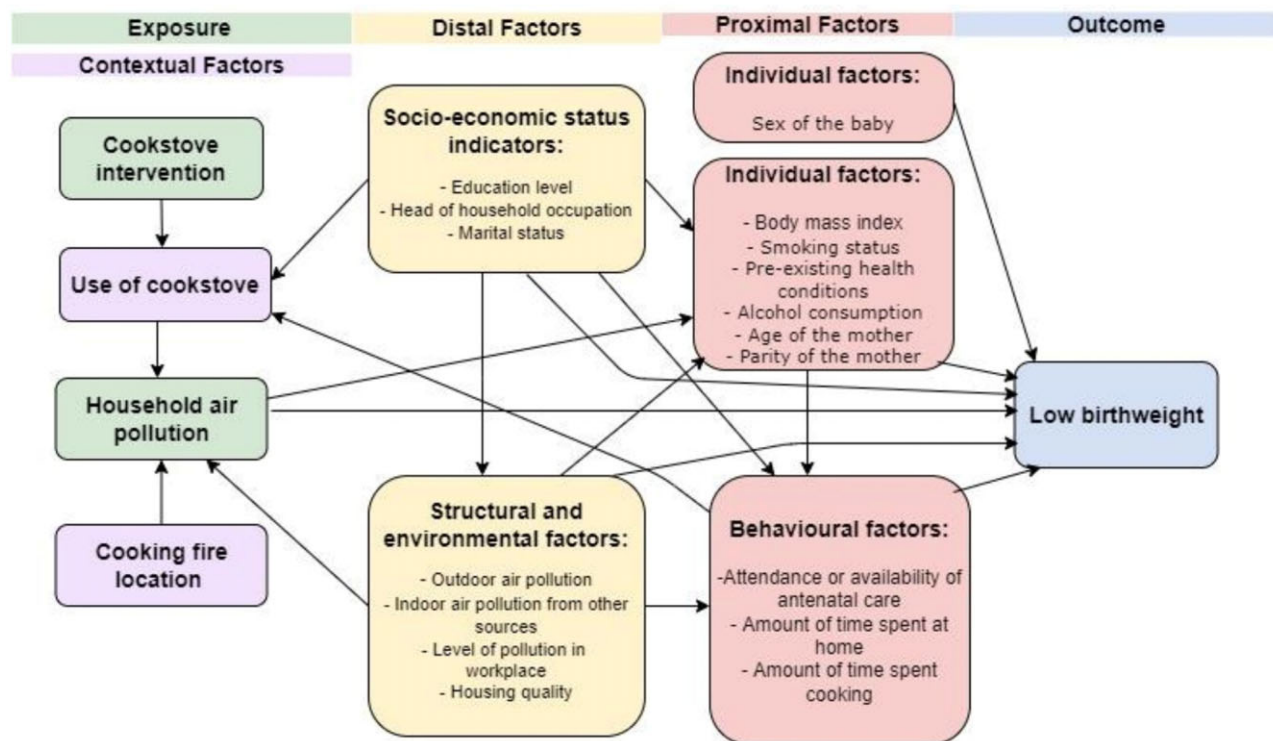 Exposure
Distal Factors
Proximal Factors
Outcome
Contextual Factors
Cookstove
intervention
Use of cookstove
Household air
pollution
Cooking fire
location
Socio-economic status
indicators:
- Education level
- Head of household occupation
- Marital status
Structural and
environmental factors:
- Outdoor air pollution
- Indoor air pollution from other
sources
- Level of pollution in
workplace
- Housing quality
Individual factors:
Sex of the baby
Individual factors:
- Body mass index
- Smoking status
- Pre-existing health
conditions
- Alcohol consumption
- Age of the mother
- Parity of the mother
Behavioural factors:
-Attendance or availability of
antenatal care
- Amount of time spent at
home
- Amount of time spent
cooking
Low birthweight